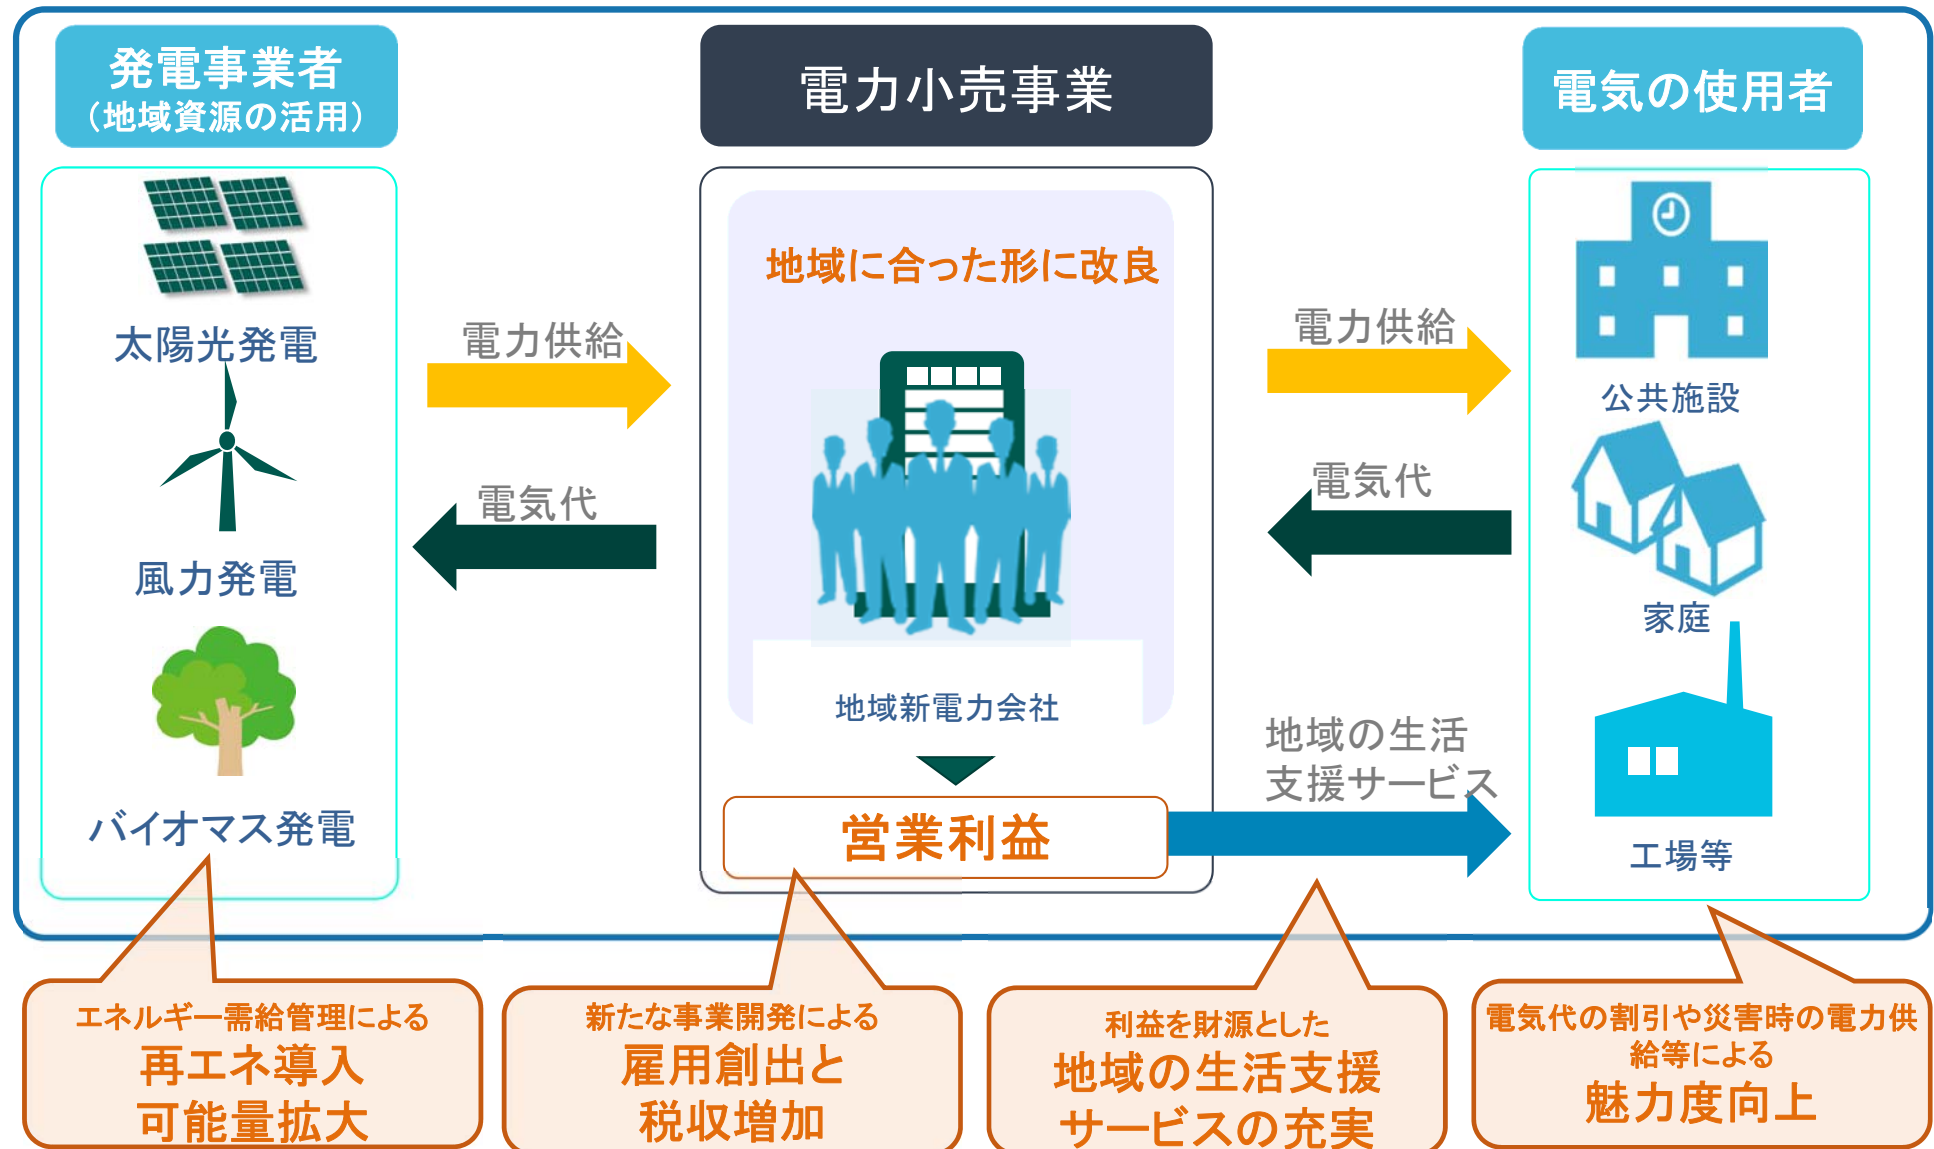 発電事業者
（地域資源の活用）
太陽光発電
風力発電
バイオマス発電
電力供給
電気代
電力小売事業
地域に合った形に改良
地域新電力会社
営業利益
電力供給
電気代
地域の生活
支援サービス
電気の使用者
公共施設
家庭
工場等
エネルギー需給管理による
再エネ導入
可能量拡大
新たな事業開発による
雇用創出と
税収増加
利益を財源とした
地域の生活支援
サービスの充実
電気代の割引や災害時の電力供
給等による
魅力度向上